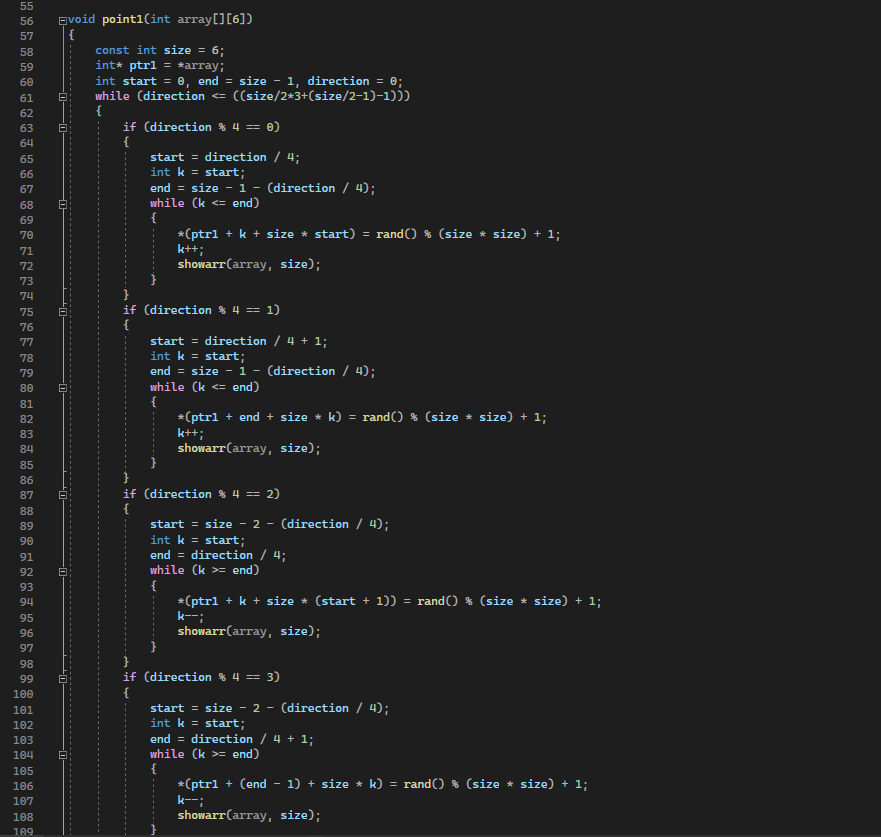 55
56 void point1(int array[][6])
57 {
58 const int size = 6;
59 int* ptr1 = *array;
60 int start = 0, end = size - 1, direction = 0;
61 while (direction <= ((size/2*3+(size/2-1)-1)))
62 {
63 if (direction % 4 == 0)
64 {
65 start = direction / 4;
66 int k = start;
67 end = size - 1 - (direction / 4);
68 while (k <= end)
69 {
70 *(ptr1 + k + size * start) = rand() % (size * size) + 1;
71 k++;
72 showarr(array, size);
73 }
74 }
75 if (direction % 4 == 1)
76 {
77 start = direction / 4 + 1;
78 int k = start;
79 end = size - 1 - (direction / 4);
80 while (k <= end)
81 {
82 *(ptr1 + end + size * k) = rand() % (size * size) + 1;
83 k++;
84 showarr(array, size);
85 }
86 }
87 if (direction % 4 == 2)
88 {
89 start = size - 2 - (direction / 4);
90 int k = start;
91 end = direction / 4;
92 while (k >= end)
93 {
94 *(ptr1 + k + size * (start + 1)) = rand() % (size * size) + 1;
95 k--;
96 showarr(array, size);
97 }
98 }
99 if (direction % 4 == 3)
100 {
101 start = size - 2 - (direction / 4);
102 int k = start;
103 end = direction / 4 + 1;
104 while (k >= end)
105 {
106 *(ptr1 + (end - 1) + size * k) = rand() % (size * size) + 1;
107 k--;
108 showarr(array, size);
109 }